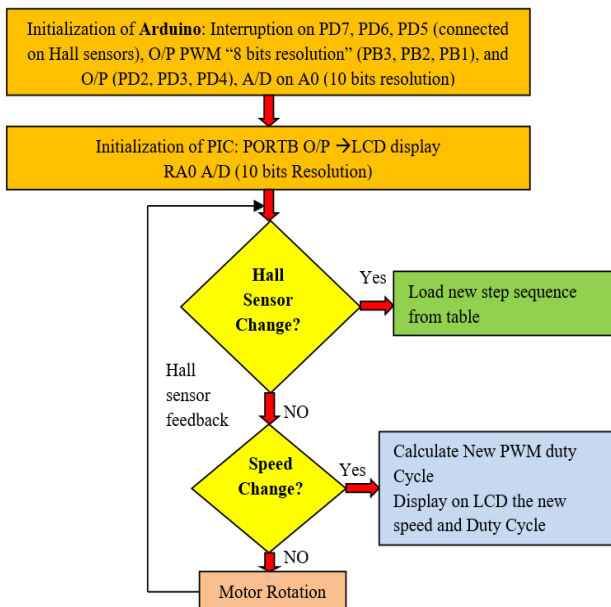 Initialization of Arduino: Interruption on PD7, PD6, PD5 (connected
on Hall sensors), O/P PWM “8 bits resolution” (PB3, PB2, PB1), and
O/P (PD2, PD3, PD4), A/D on A0 (10 bits resolution)
Initialization of PIC: PORTB O/P →LCD display
RA0 A/D (10 bits Resolution)
Hall
Sensor
Change?
Yes
Load new step sequence
from table
Hall
sensor
feedback
NO
Speed
Change?
Yes
Calculate New PWM duty
Cycle
Display on LCD the new
speed and Duty Cycle
NO
Motor Rotation